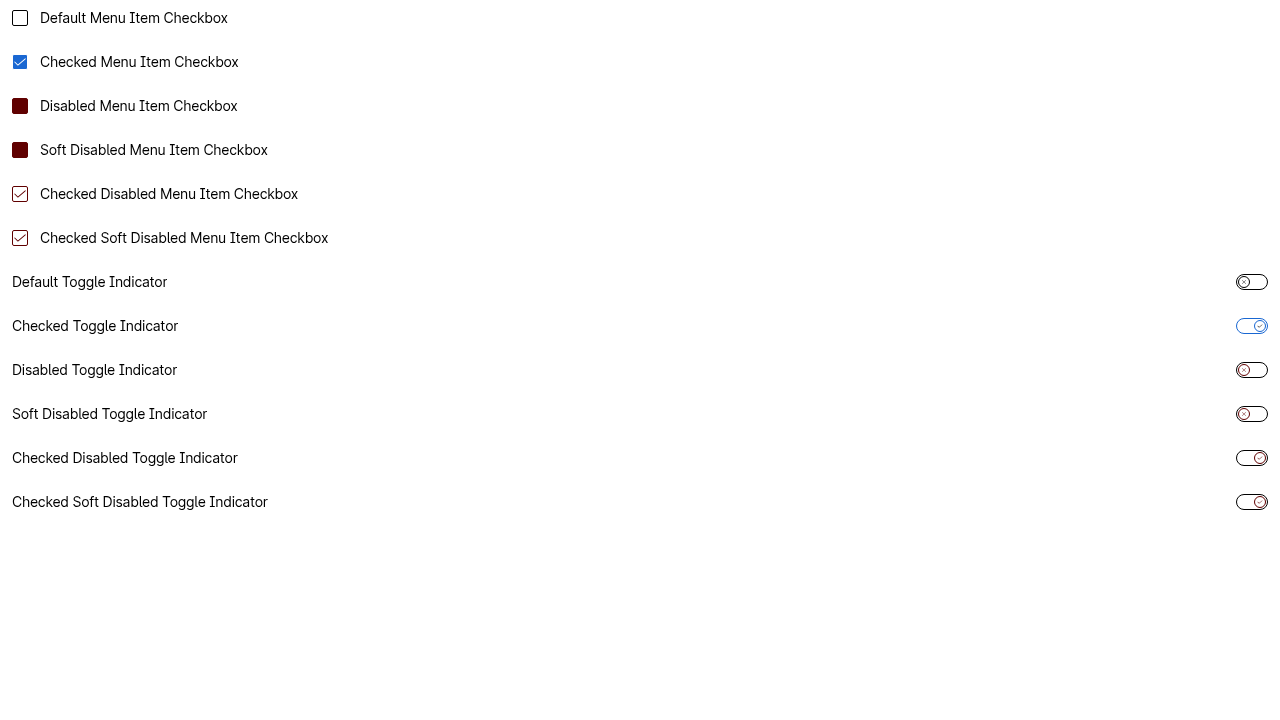 Default Menu Item Checkbox
Checked Menu Item Checkbox
Disabled Menu Item Checkbox
Soft Disabled Menu Item Checkbox
Checked Disabled Menu Item Checkbox
Checked Soft Disabled Menu Item Checkbox
Default Toggle Indicator
Checked Toggle Indicator
Disabled Toggle Indicator
Soft Disabled Toggle Indicator
Checked Disabled Toggle Indicator
Checked Soft Disabled Toggle Indicator